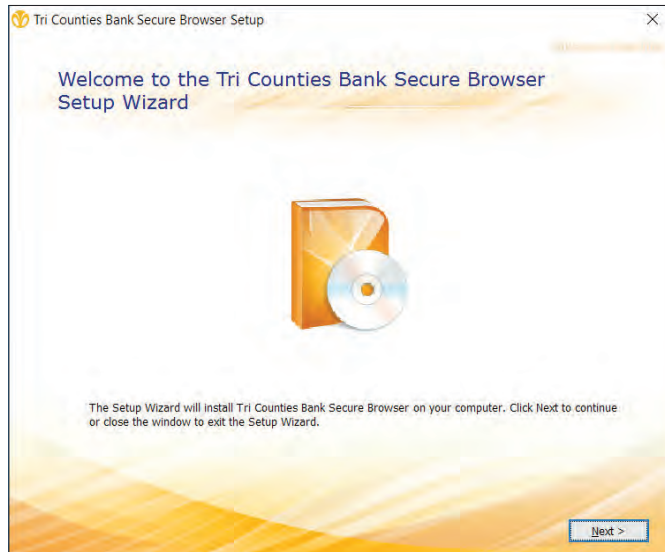 Tri Counties Bank Secure Browser Setup
Welcome to the Tri Counties Bank Secure Browser
Setup Wizard
The Setup Wizard will install Tri Counties Bank Secure Browser on your computer. Click Next to continue
or close the window to exit the Setup Wizard.
Next >